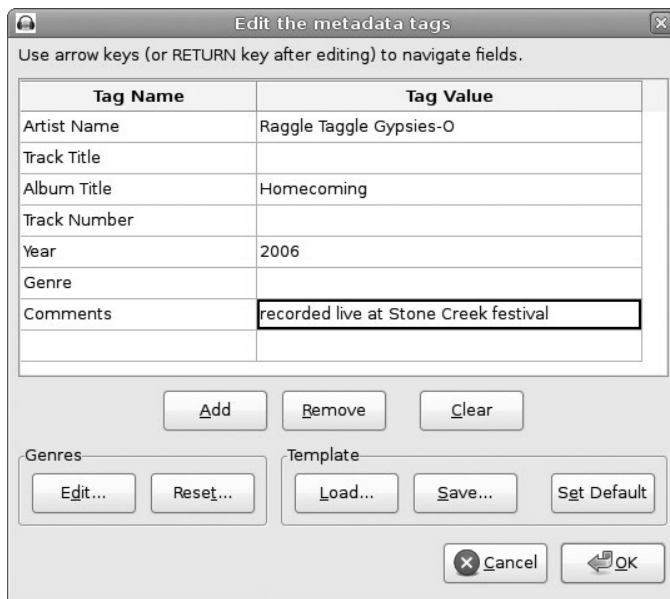 Edit the metadata tags
Use arrow keys (or RETURN key after editing) to navigate fields.
Tag Name Tag Value
Artist Name Raggle Taggle Gypsies-O
Track Title
Album Title Homecoming
Track Number
Year 2006
Genre
Comments recorded live at Stone Creek festival
Add Remove Clear
Genres Template
Edit... Reset... Load... Save... Set Default
Cancel OK